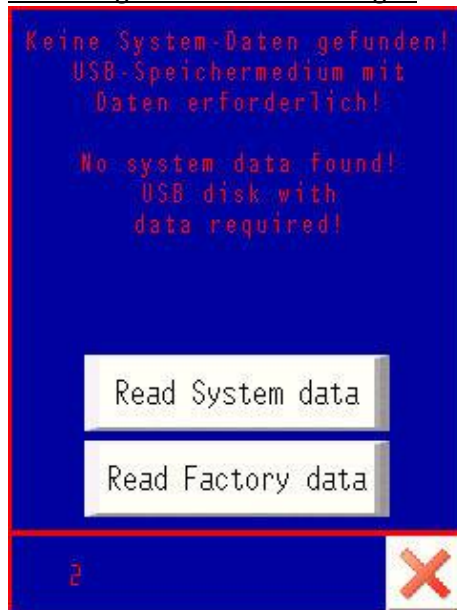 Keine System-Daten gefunden!
USB-Speichermedium mit
Daten erforderlich!
No system data found!
USB disk with
data required!
Read System data
Read Factory data
2